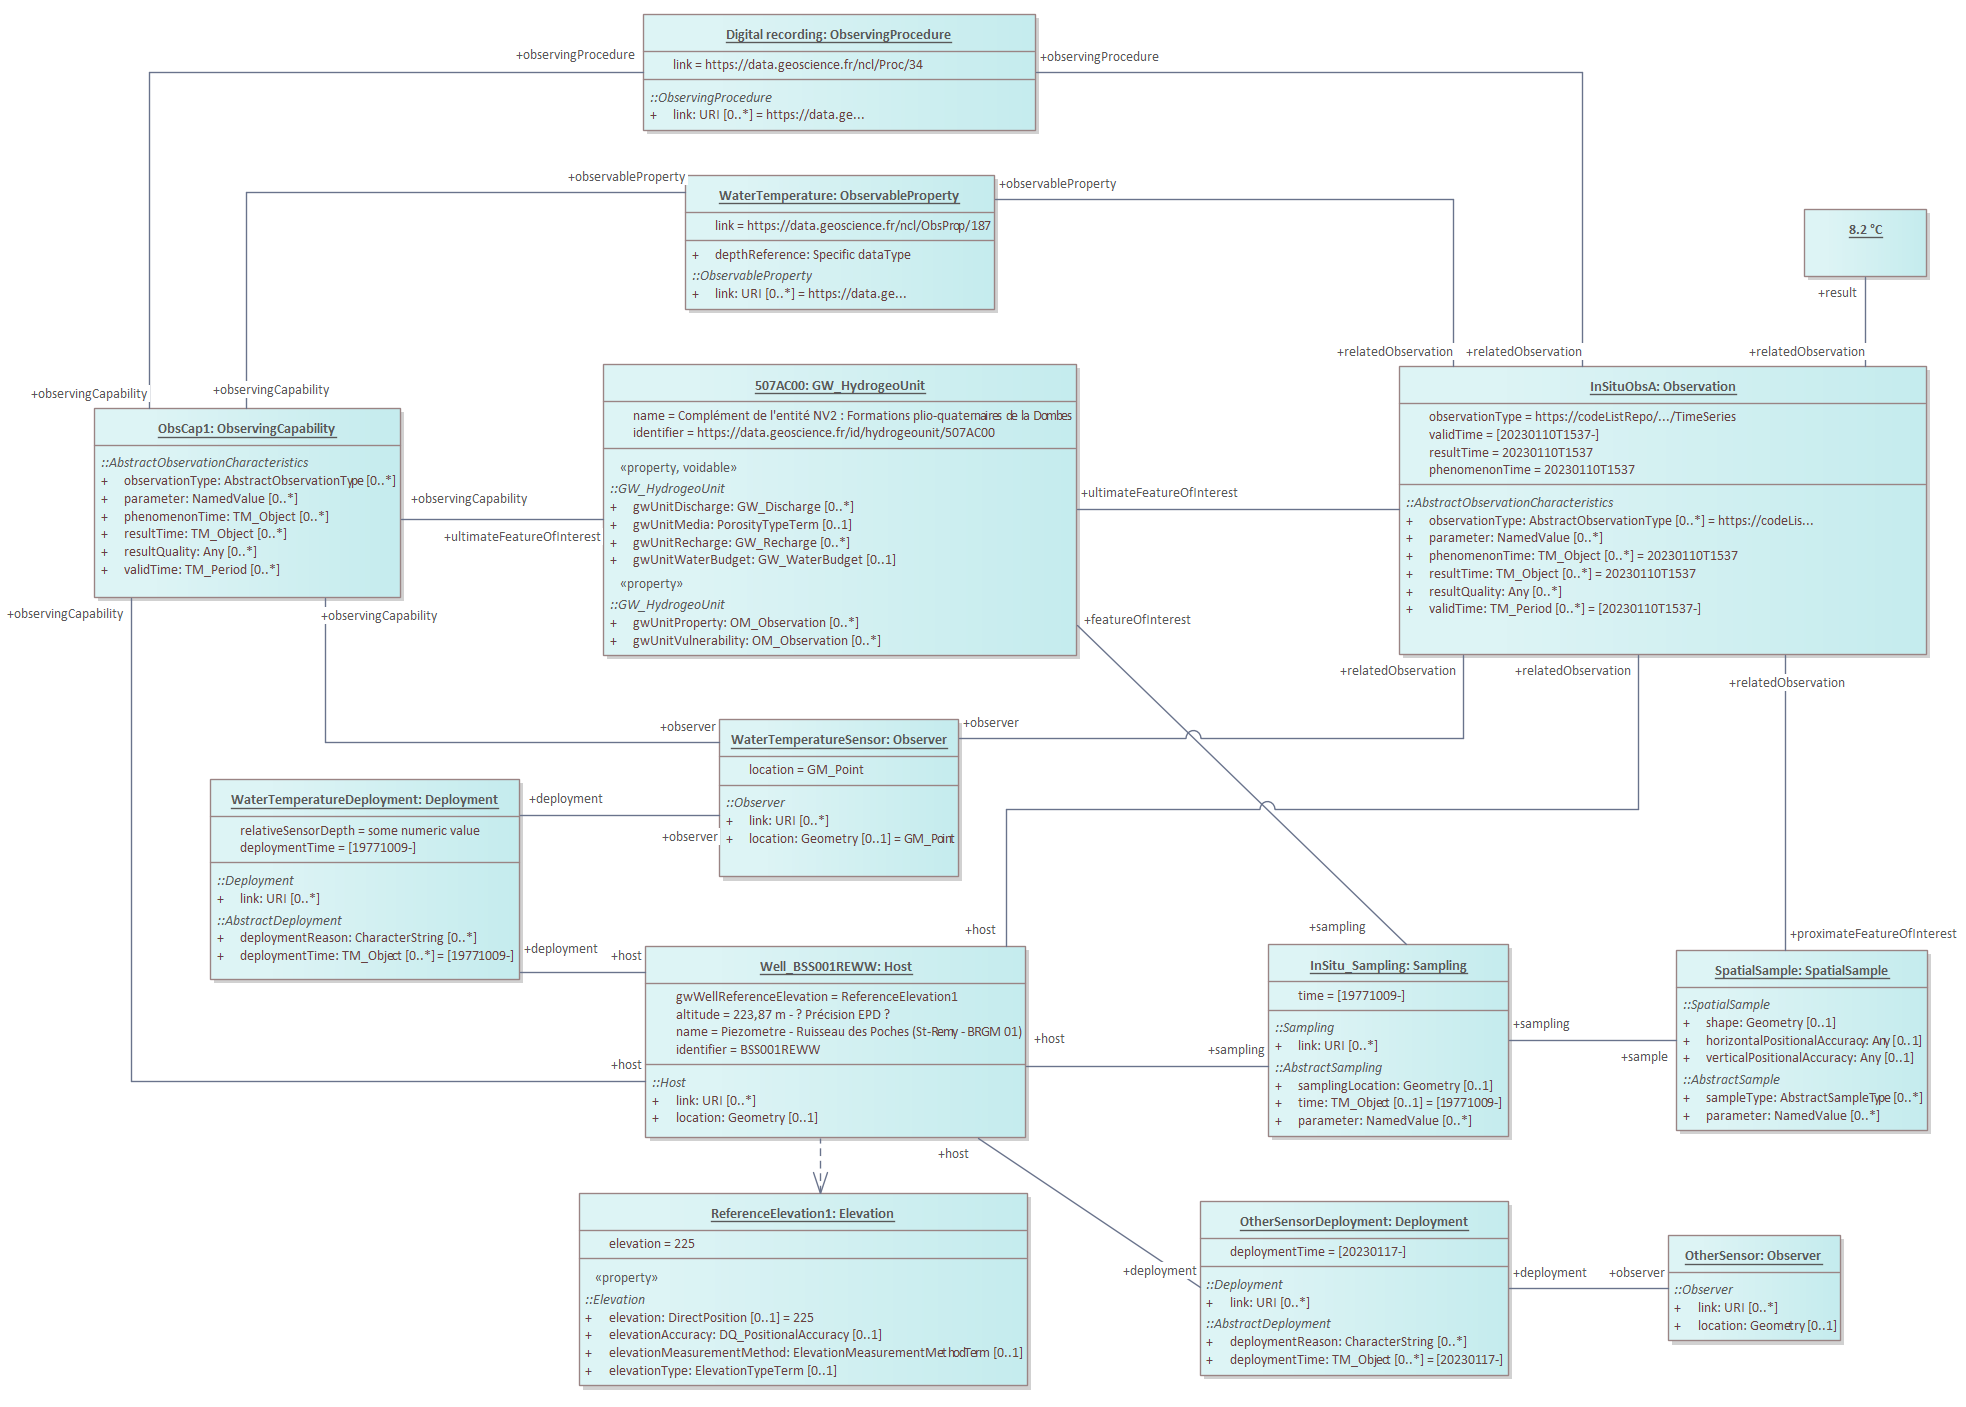 Digital recording: ObservingProcedure
link = https://data.geoscience.fr/ncl/Proc/34
::ObservingProcedure
+ link: URI [0..*] = https://data.ge...
+observingProcedure
+observingProcedure
WaterTemperature: ObservableProperty
link = https://data.geoscience.fr/ncl/ObsProp/187
+ depthReference: Specific dataType
::ObservableProperty
+ link: URI [0..*] = https://data.ge...
+observableProperty
+observableProperty
8.2 °C
+result
+relatedObservation
+relatedObservation
+relatedObservation
+observingCapability
+observingCapability
ObsCap1: ObservingCapability
::AbstractObservationCharacteristics
+ observationType: AbstractObservationType [0..*]
+ parameter: NamedValue [0..*]
+ phenomenonTime: TM_Object [0..*]
+ resultTime: TM_Object [0..*]
+ resultQuality: Any [0..*]
+ validTime: TM_Period [0..*]
+observingCapability
+ultimateFeatureOfInterest
+observingCapability
+observingCapability
507AC00: GW_HydrogeoUnit
name = Complément de l'entité NV2 : Formations plio-quaternaires de la Dombes
identifier = https://data.geoscience.fr/id/hydrogeounit/507AC00
«property, voidable»
::GW_HydrogeoUnit
+ gwUnitDischarge: GW_Discharge [0..*]
+ gwUnitMedia: PorosityTypeTerm [0..1]
+ gwUnitRecharge: GW_Recharge [0..*]
+ gwUnitWaterBudget: GW_WaterBudget [0..1]
«property»
::GW_HydrogeoUnit
+ gwUnitProperty: OM_Observation [0..*]
+ gwUnitVulnerability: OM_Observation [0..*]
+ultimateFeatureOfInterest
+featureOfInterest
InSituObsA: Observation
observationType = https://codeListRepo/.../TimeSeries
validTime = [20230110T1537-]
resultTime = 20230110T1537
phenomenonTime = 20230110T1537
::AbstractObservationCharacteristics
+ observationType: AbstractObservationType [0..*] = https://codeLis...
+ parameter: NamedValue [0..*]
+ phenomenonTime: TM_Object [0..*] = 20230110T1537
+ resultTime: TM_Object [0..*] = 20230110T1537
+ resultQuality: Any [0..*]
+ validTime: TM_Period [0..*] = [20230110T1537-]
+relatedObservation
+relatedObservation
+relatedObservation
+observer
+observer
WaterTemperatureSensor: Observer
location = GM_Point
::Observer
+ link: URI [0..*]
+ location: Geometry [0..1] = GM_Point
+deployment
+observer
WaterTemperatureDeployment: Deployment
relativeSensorDepth = some numeric value
deploymentTime = [19771009-]
::Deployment
+ link: URI [0..*]
::AbstractDeployment
+ deploymentReason: CharacterString [0..*]
+ deploymentTime: TM_Object [0..*] = [19771009-]
+deployment
+host
+host
+host
+host
+host
Well_BSS001REWW: Host
gwWellReferenceElevation = ReferenceElevation1
altitude = 223,87 m - ? Précision EPD ?
name = Piezometre - Ruisseau des Poches (St-Remy - BRGM 01)
identifier = BSS001REWW
::Host
+ link: URI [0..*]
+ location: Geometry [0..1]
+sampling
+sampling
InSitu_Sampling: Sampling
time = [19771009-]
::Sampling
+ link: URI [0..*]
::AbstractSampling
+ samplingLocation: Geometry [0..1]
+ time: TM_Object [0..1] = [19771009-]
+ parameter: NamedValue [0..*]
+sampling
+sample
+proximateFeatureOfInterest
SpatialSample: SpatialSample
::SpatialSample
+ shape: Geometry [0..1]
+ horizontalPositionalAccuracy: Any [0..1]
+ verticalPositionalAccuracy: Any [0..1]
::AbstractSample
+ sampleType: AbstractSampleType [0..*]
+ parameter: NamedValue [0..*]
ReferenceElevation1: Elevation
elevation = 225
«property»
::Elevation
+ elevation: DirectPosition [0..1] = 225
+ elevationAccuracy: DQ_PositionalAccuracy [0..1]
+ elevationMeasurementMethod: ElevationMeasurementMethodTerm [0..1]
+ elevationType: ElevationTypeTerm [0..1]
+deployment
OtherSensorDeployment: Deployment
deploymentTime = [20230117-]
::Deployment
+ link: URI [0..*]
::AbstractDeployment
+ deploymentReason: CharacterString [0..*]
+ deploymentTime: TM_Object [0..*] = [20230117-]
+deployment
+observer
OtherSensor: Observer
::Observer
+ link: URI [0..*]
+ location: Geometry [0..1]